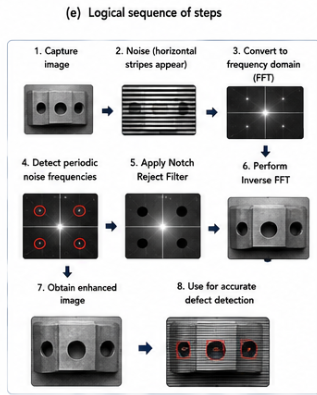 (e) Logical sequence of steps
1. Capture
image
2. Noise (horizontal
stripes appear)
3. Convert to
frequency domain
(FFT)
4. Detect periodic
noise frequencies
5. Apply Notch
Reject Filter
6. Perform
Inverse FFT
7. Obtain enhanced
image
8. Use for accurate
defect detection